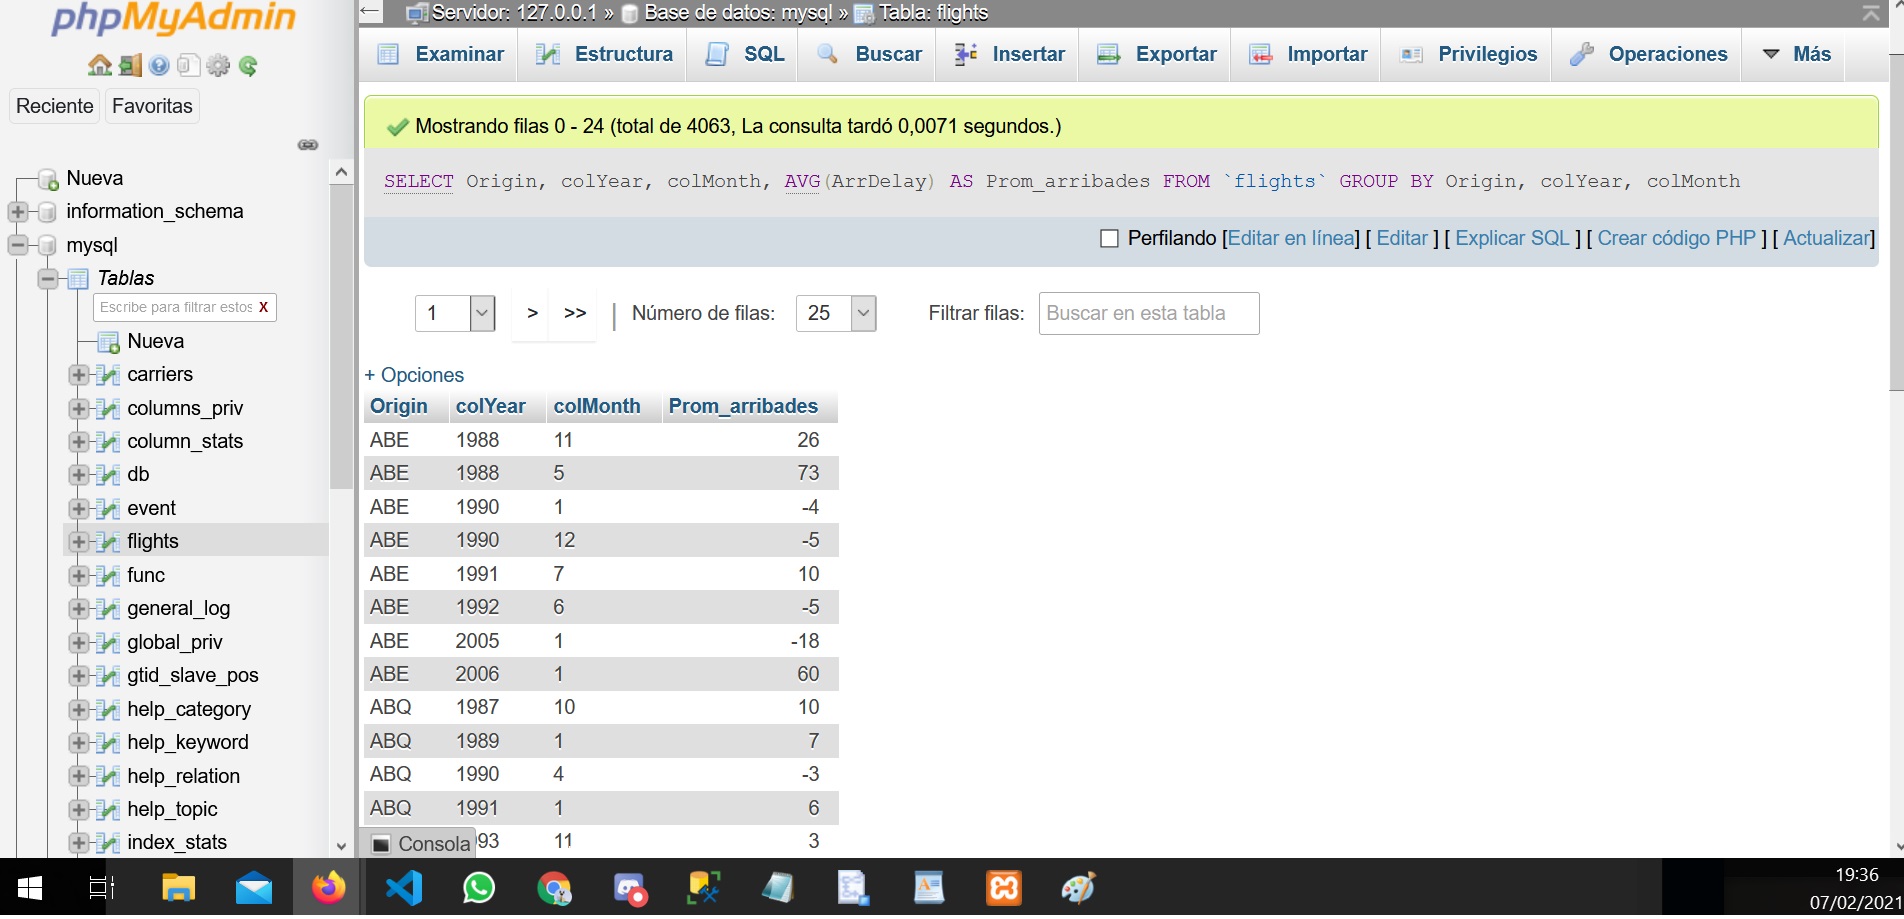 phpMyAdmin
Reciente
Favoritas
Nueva
information_schema
mysql
Tablas
Escribe para filtrar estos X
Nueva
carriers
columns_priv
column_stats
db
event
flights
func
general_log
global_priv
gtid_slave_pos
help_category
help_keyword
help_relation
help_topic
index_stats
Servidor: 127.0.0.1 » Base de datos: mysql » Tabla: flights
Examinar Estructura SQL Buscar Insertar Exportar Importar Privilegios Operaciones Más
Mostrando filas 0 - 24 (total de 4063, La consulta tardó 0,0071 segundos.)
SELECT Origin, colYear, colMonth, AVG(ArrDelay) AS Prom_arribades FROM `flights` GROUP BY Origin, colYear, colMonth
Perfilando [Editar en línea] [ Editar ] [ Explicar SQL ] [ Crear código PHP ] [ Actualizar]
1 > >> | Número de filas: 25 Filtrar filas: Buscar en esta tabla
+ Opciones
Origin colYear colMonth Prom_arribades
ABE 1988 11 26
ABE 1988 5 73
ABE 1990 1 -4
ABE 1990 12 -5
ABE 1991 7 10
ABE 1992 6 -5
ABE 2005 1 -18
ABE 2006 1 60
ABQ 1987 10 10
ABQ 1989 1 7
ABQ 1990 4 -3
ABQ 1991 1 6
Consola 93 11 3
19:36
07/02/2021